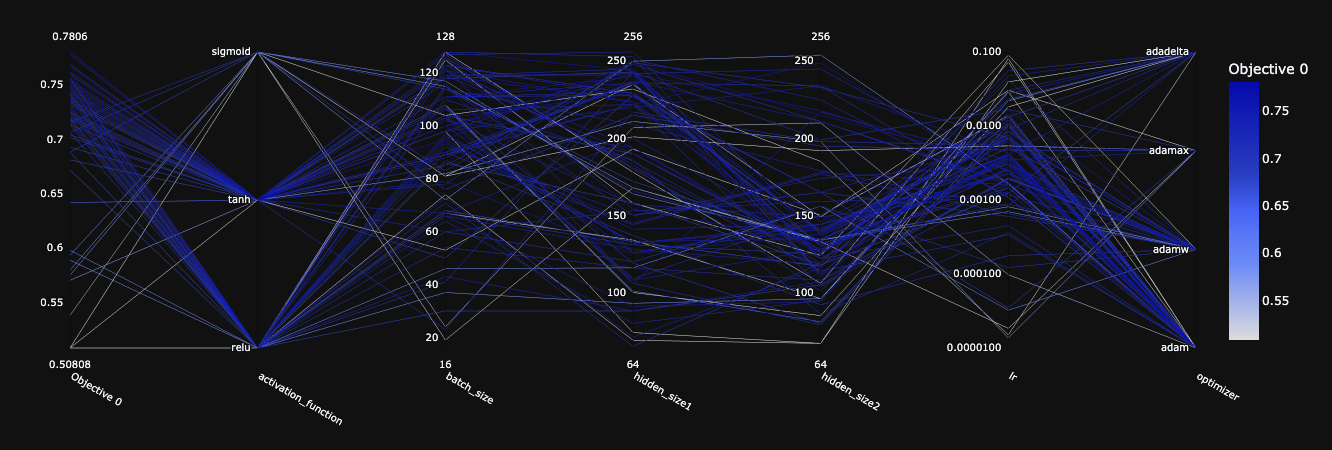 0.7806
0.75
0.7
0.65
0.6
0.55
0.50808
Objective 0
sigmoid
tanh
relu
activation_function
128
120
100
80
60
40
20
16
batch_size
256
250
200
150
100
64
hidden_size1
256
250
200
150
100
64
hidden_size2
0.100
0.0100
0.00100
0.000100
0.0000100
lr
adadelta
adamax
adamw
adam
optimizer
Objective 0
0.75
0.7
0.65
0.6
0.55